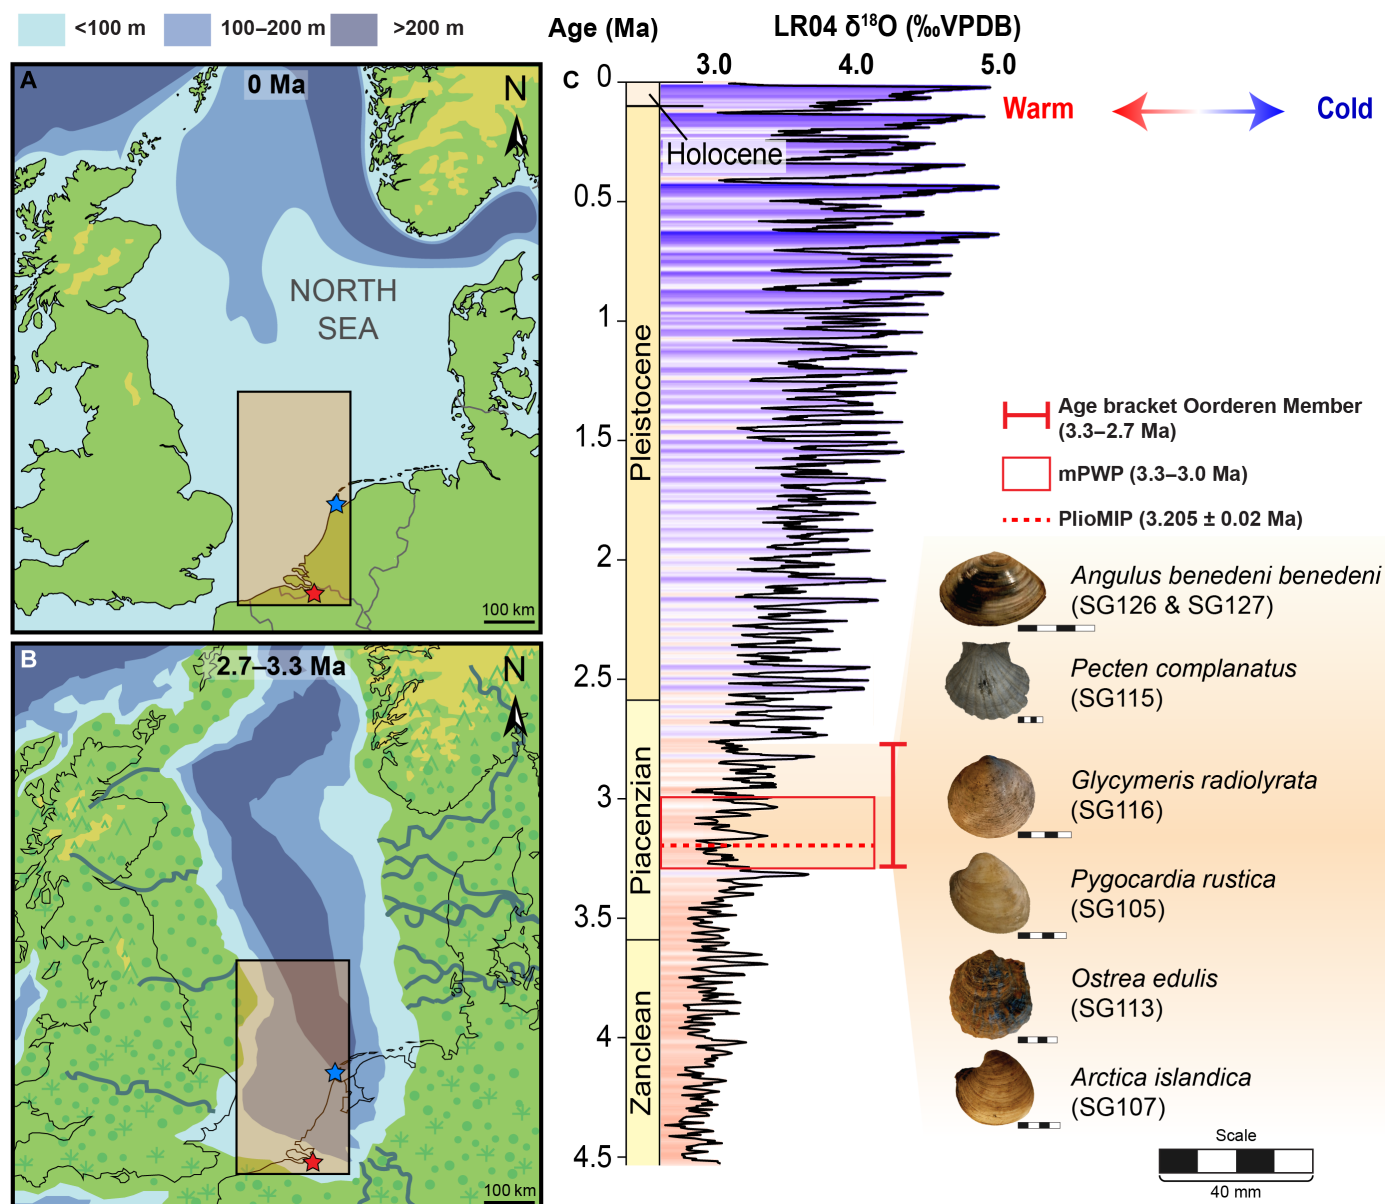 <100 m
100–200 m
>200 m
A
0 Ma
N
NORTH
SEA
100 km
B
2.7–3.3 Ma
N
100 km
Age (Ma)
LR04 δ¹⁸O (‰VPDB)
C
3.0
4.0
5.0
0
0.5
1
1.5
2
2.5
3
3.5
4
4.5
Holocene
Pleistocene
Piacenzian
Zanclean
Warm
Cold
Age bracket Oorderen Member
(3.3–2.7 Ma)
mPWP (3.3–3.0 Ma)
PlioMIP (3.205 ± 0.02 Ma)
Angulus benedeni benedeni
(SG126 & SG127)
Pecten complanatus
(SG115)
Glycymeris radiolyrata
(SG116)
Pygocardia rustica
(SG105)
Ostrea edulis
(SG113)
Arctica islandica
(SG107)
Scale
40 mm